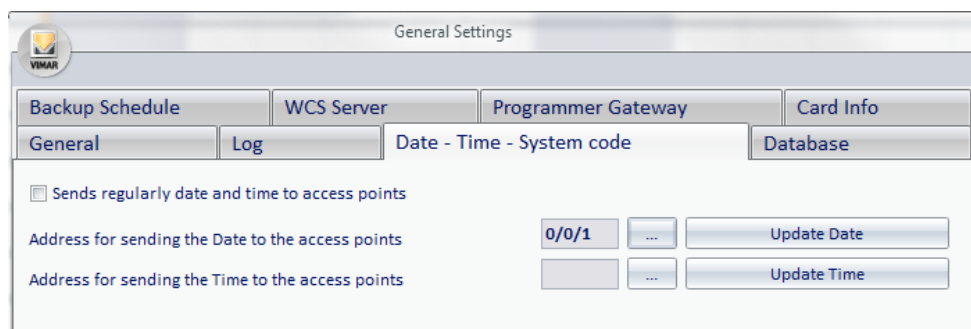 General Settings
VIMAR
Backup Schedule WCS Server Programmer Gateway Card Info
General Log Date - Time - System code Database
Sends regularly date and time to access points
Address for sending the Date to the access points 0/0/1 ... Update Date
Address for sending the Time to the access points ... Update Time